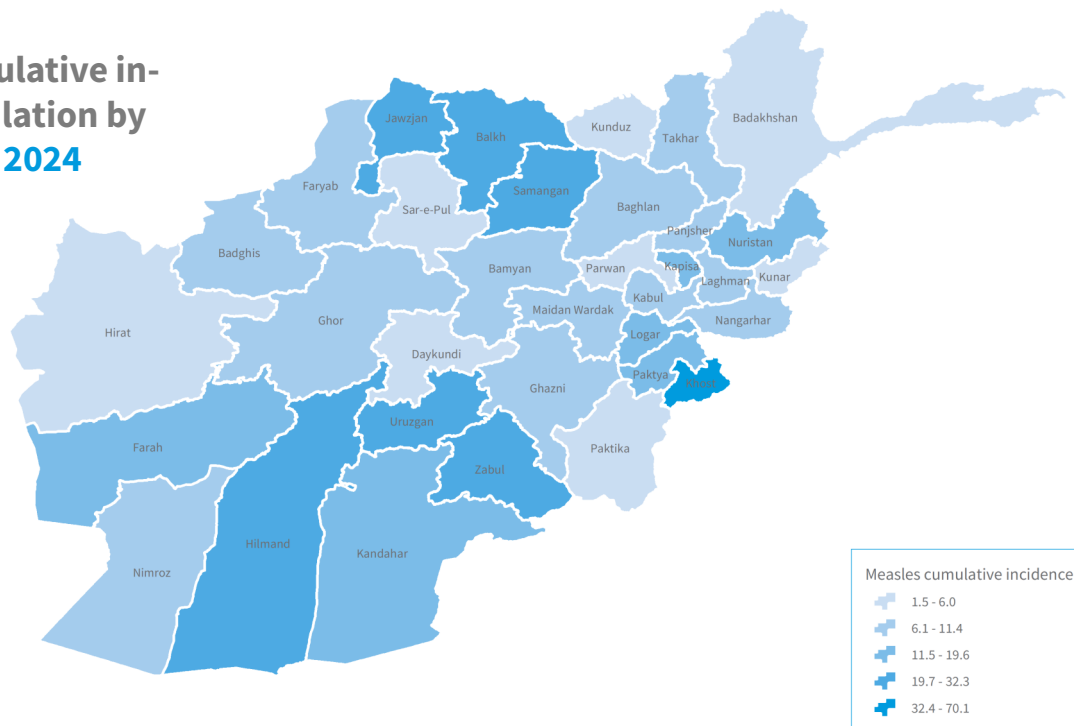 ulative in-
lation by
2024
Badakhshan
Jawzjan
Kunduz
Balkh
Takhar
Faryab
Samangan
Sar-e-Pul
Baghlan
Panjsher
Nuristan
Badghis
Bamyan
Parwan
Kapisa
Laghman
Kunar
Kabul
Maidan Wardak
Nangarhar
Hirat
Ghor
Logar
Daykundi
Paktya
Ghazni
Uruzgan
Farah
Paktika
Zabul
Hilmand
Kandahar
Nimroz
Measles cumulative incidence
1.5 - 6.0
6.1 - 11.4
11.5 - 19.6
19.7 - 32.3
32.4 - 70.1